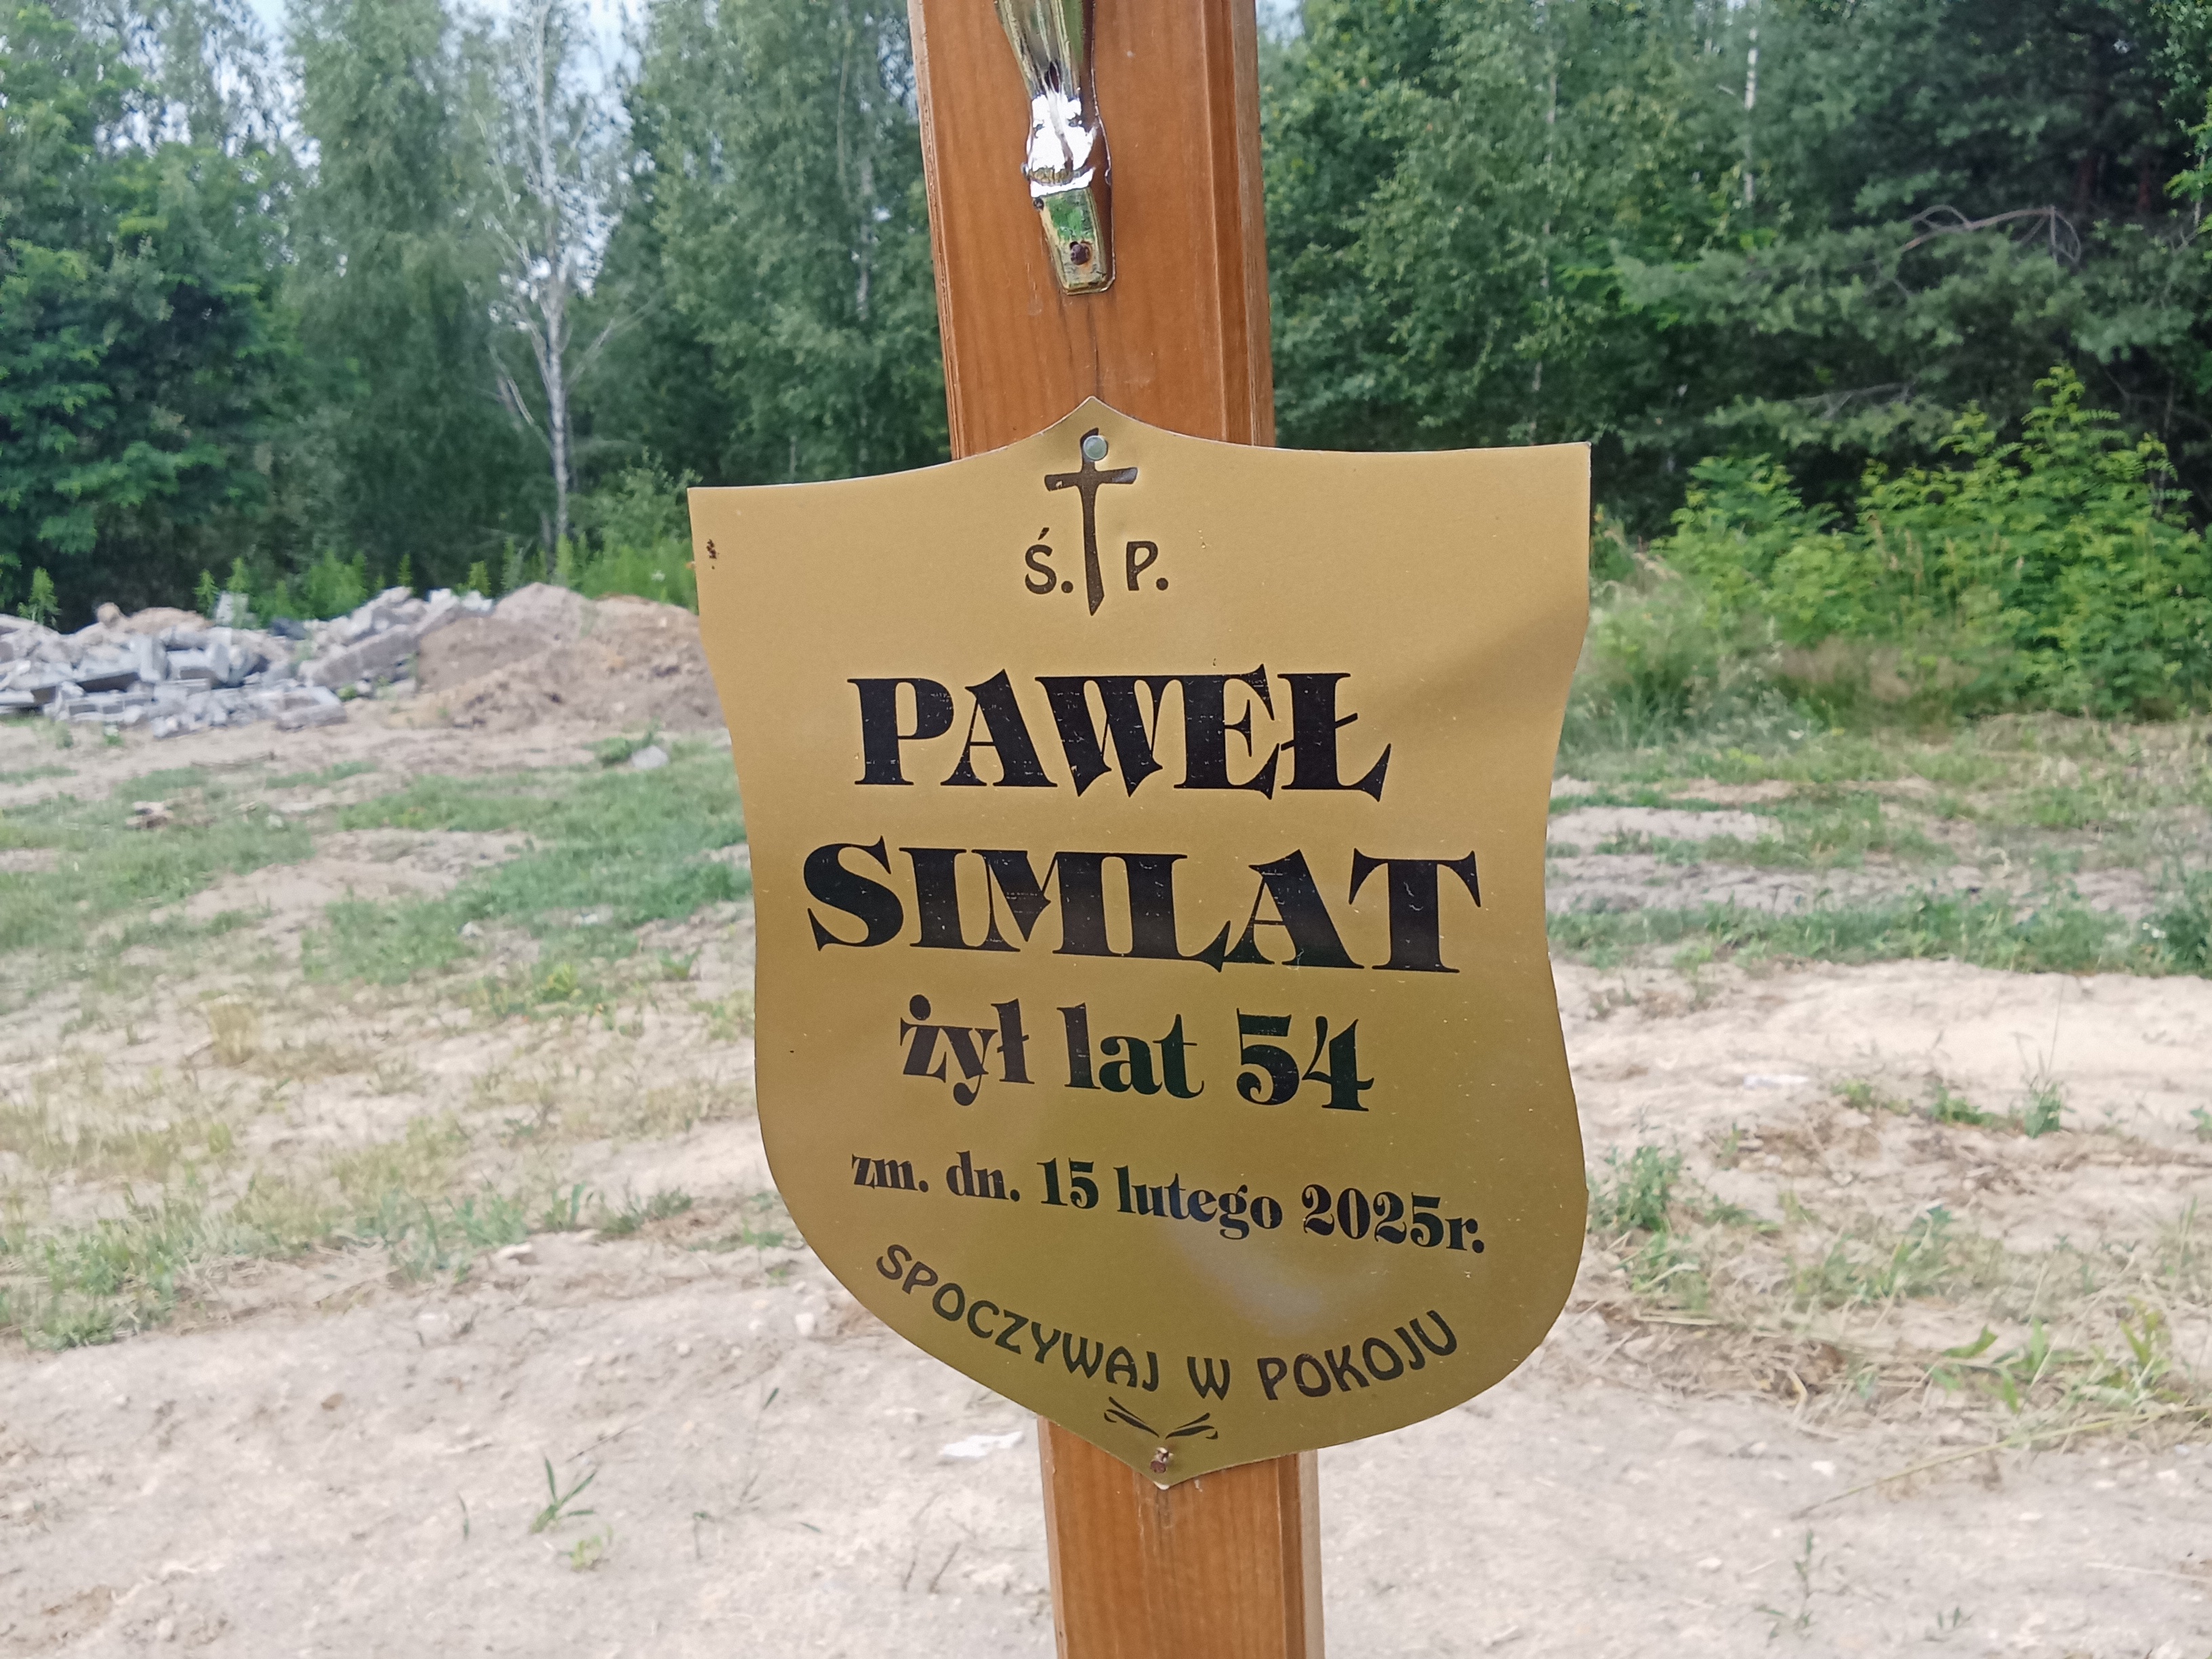 Ś. P.
PAWEŁ
SIMLAT
żył lat 54
zm. dn. 15 lutego 2025r.
SPOCZYWAJ W POKOJU